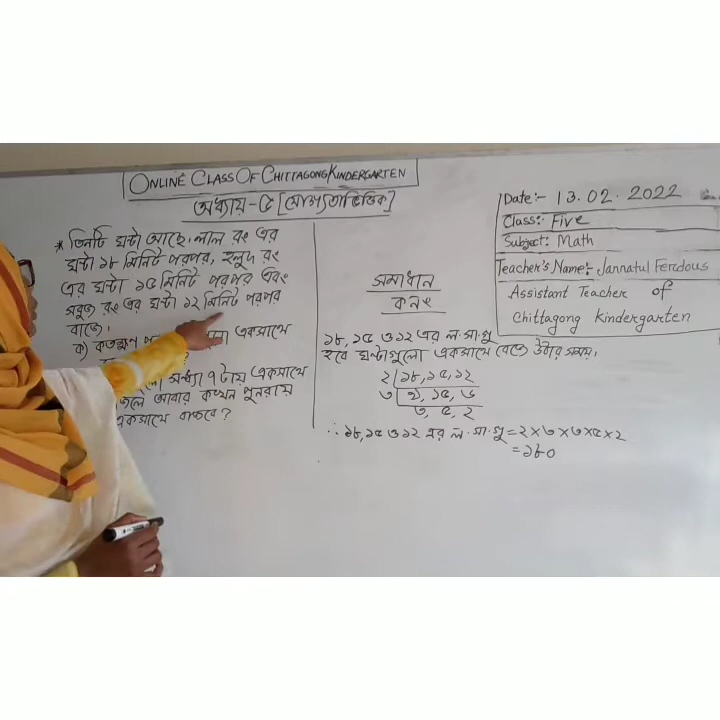 ONLINE CLASS OF CHITTAGONG KINDERGARTEN
অধ্যায়-৫ [যোগ্যতাভিত্তিক]
* তিনটি ঘন্টা আছে। লাল রং এর
ঘন্টা ১৮ মিনিট পরপর, হলুদ রং
এর ঘন্টা ১৫ মিনিট পরপর এবং
সবুজ রং এর ঘন্টা ১২ মিনিট পরপর
বাজে।
ক) কতক্ষণ একসাথে
?
সন্ধ্যা ৭ টায় একসাথে
আবার কখন পুনরায়
একসাথে বাজবে?
সমাধান
ক নং
১৮, ১৫ ও ১২ এর ল.সা.গু
হবে ঘন্টাগুলো একসাথে বেজে উঠার সময়।
২ | ১৮, ১৫, ১২
৩ | ৯, ১৫, ৬
৩, ৫, ২
∴ ১৮, ১৫ ও ১২ এর ল.সা.গু = ২×৩×৩×৫×২
= ১৮০
Date:- 13.02.2022
Class:- Five
Subject: Math
Teacher's Name: Jannatul Ferdous
Assistant Teacher of
Chittagong Kindergarten